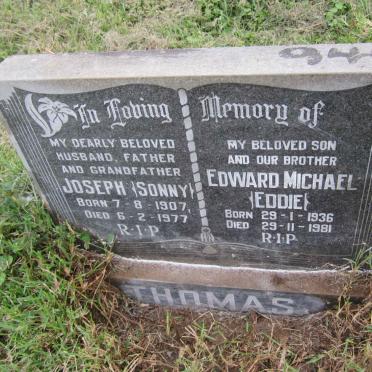 94
In Loving Memory of
MY DEARLY BELOVED
HUSBAND, FATHER
AND GRANDFATHER
JOSEPH (SONNY)
BORN 7-8-1907
DIED 6-2-1977
R·I·P
MY BELOVED SON
AND OUR BROTHER
EDWARD MICHAEL
(EDDIE)
BORN 29-1-1936
DIED 29-11-1981
R·I·P
THOMAS